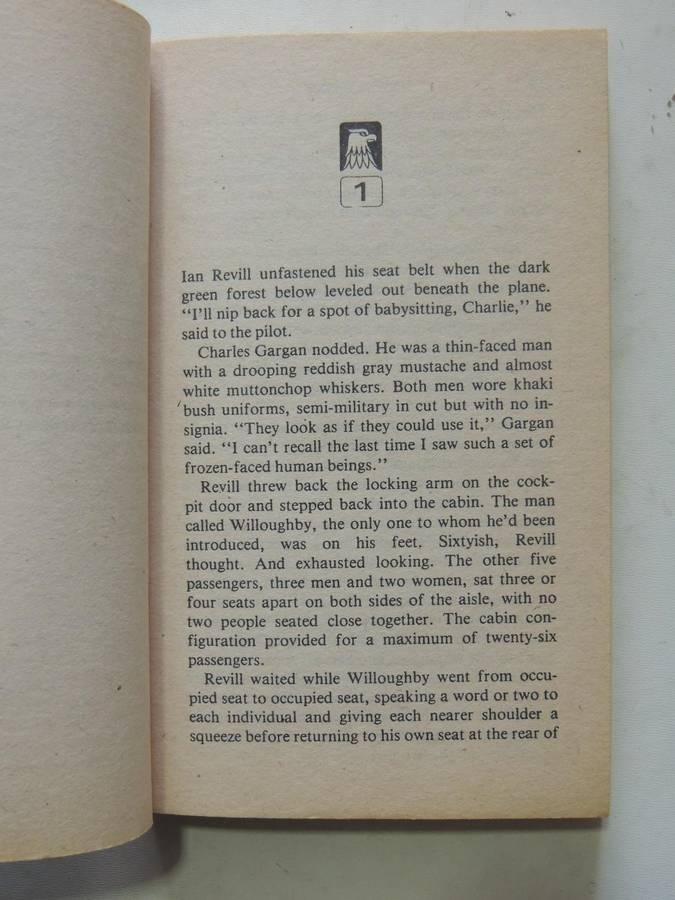 1
Ian Revill unfastened his seat belt when the dark
green forest below leveled out beneath the plane.
“I’ll nip back for a spot of babysitting, Charlie,” he
said to the pilot.
Charles Gargan nodded. He was a thin-faced man
with a drooping reddish gray mustache and almost
white muttonchop whiskers. Both men wore khaki
bush uniforms, semi-military in cut but with no in-
signia. “They look as if they could use it,” Gargan
said. “I can’t recall the last time I saw such a set of
frozen-faced human beings.”
Revill threw back the locking arm on the cock-
pit door and stepped back into the cabin. The man
called Willoughby, the only one to whom he’d been
introduced, was on his feet. Sixtyish, Revill
thought. And exhausted looking. The other five
passengers, three men and two women, sat three or
four seats apart on both sides of the aisle, with no
two people seated close together. The cabin con-
figuration provided for a maximum of twenty-six
passengers.
Revill waited while Willoughby went from occu-
pied seat to occupied seat, speaking a word or two to
each individual and giving each nearer shoulder a
squeeze before returning to his own seat at the rear of